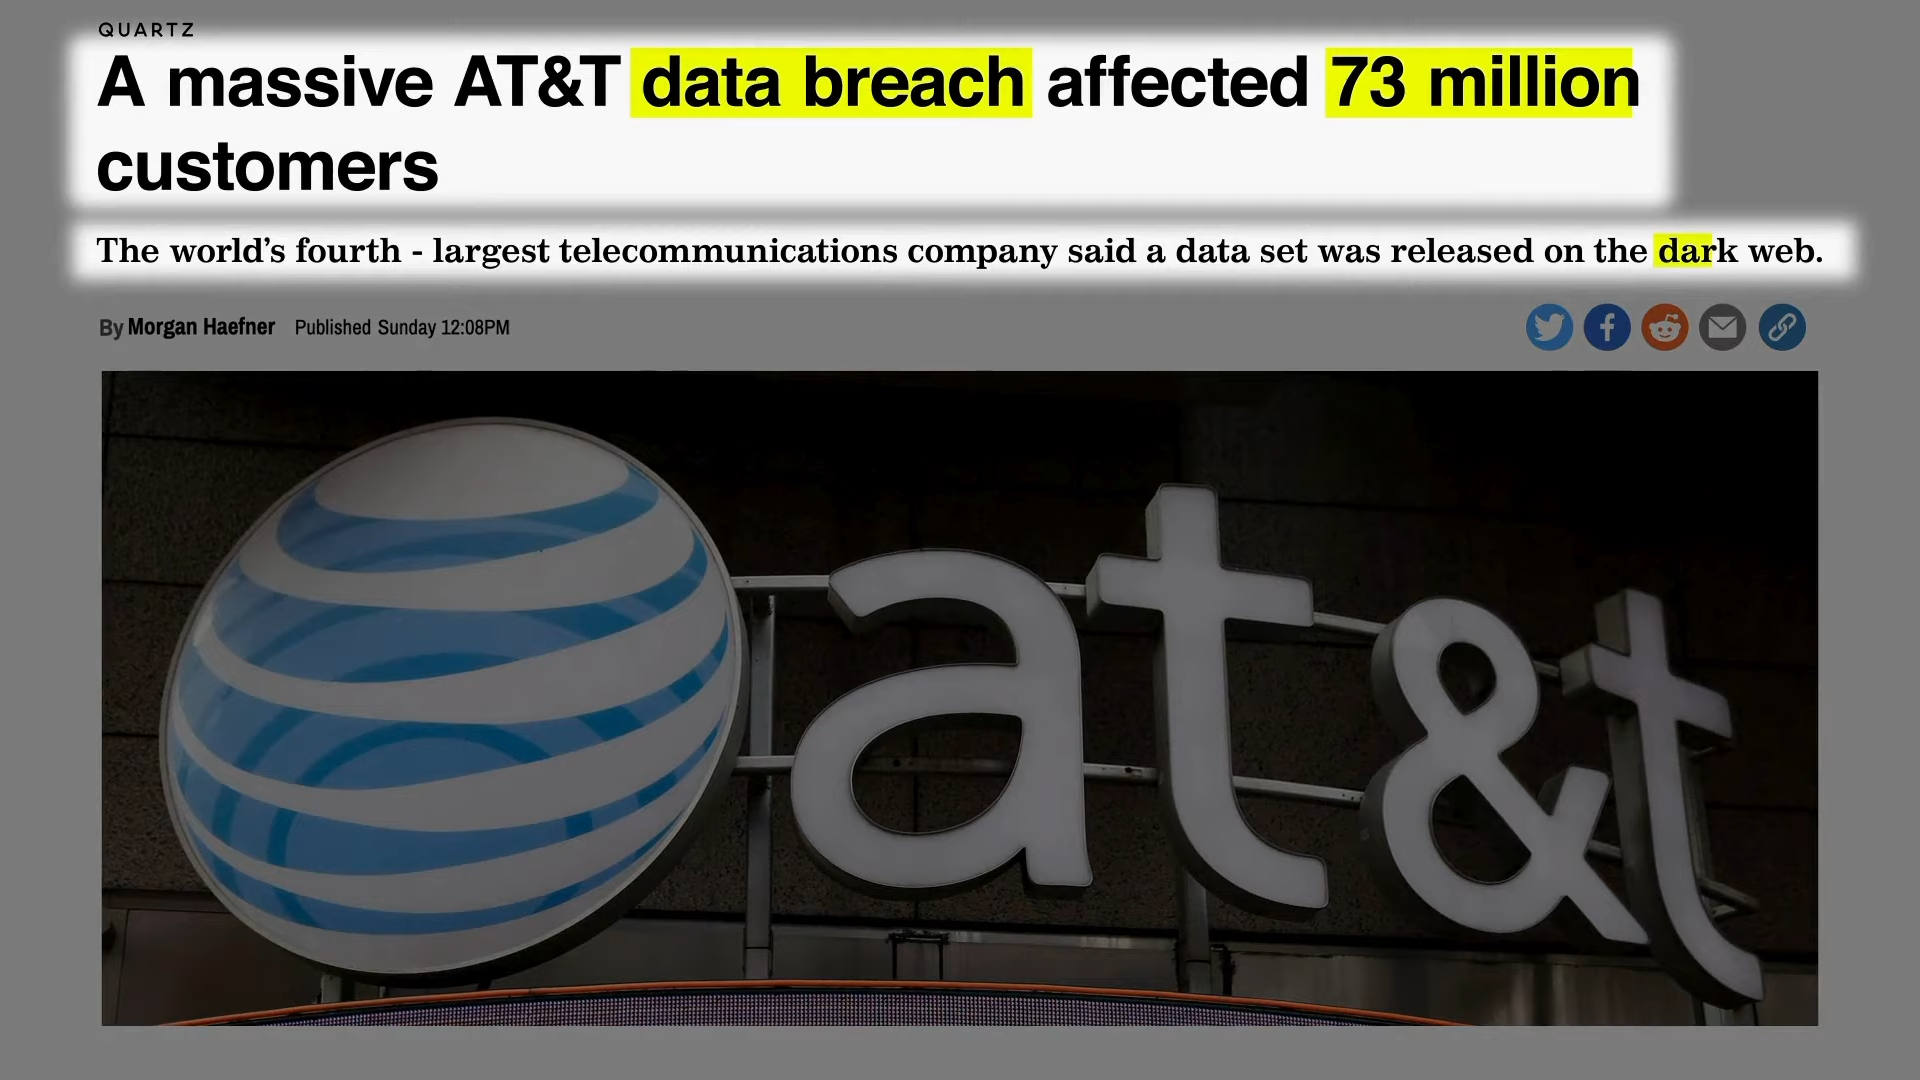 QUARTZ
A massive AT&T data breach affected 73 million
customers
The world’s fourth - largest telecommunications company said a data set was released on the dark web.
By Morgan Haefner Published Sunday 12:08PM
at&t